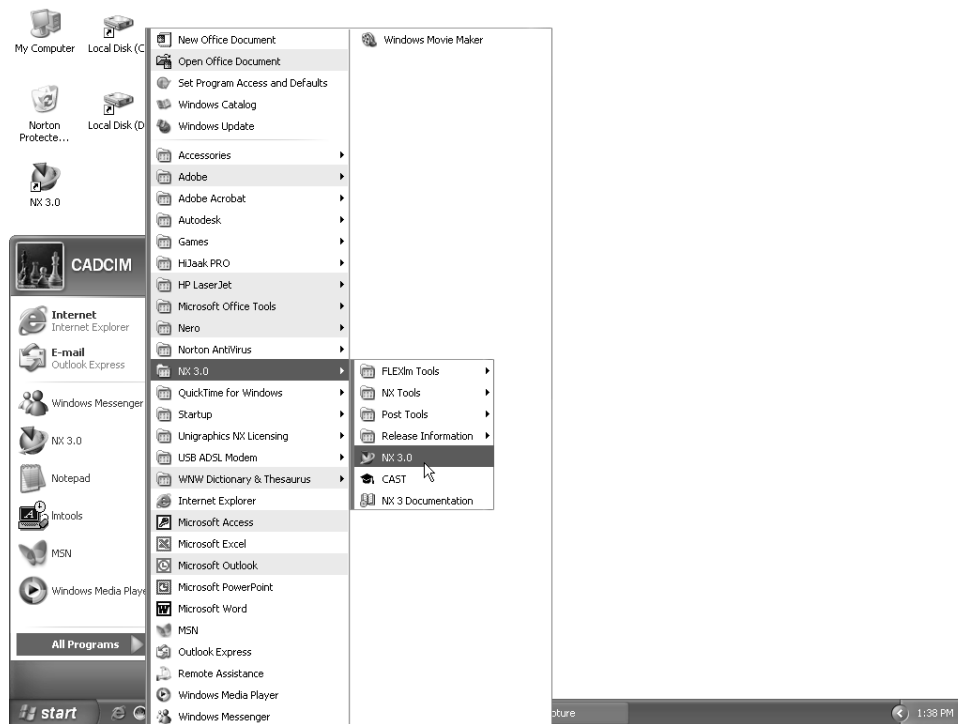 My Computer
Local Disk (C
Norton
Protecte...
Local Disk (D
NX 3.0
CADCIM
Internet
Internet Explorer
E-mail
Outlook Express
Windows Messenger
NX 3.0
Notepad
lmtools
MSN
Windows Media Playe
All Programs
start
New Office Document
Open Office Document
Set Program Access and Defaults
Windows Catalog
Windows Update
Accessories
Adobe
Adobe Acrobat
Autodesk
Games
HiJaak PRO
HP LaserJet
Microsoft Office Tools
Nero
Norton AntiVirus
NX 3.0
QuickTime for Windows
Startup
Unigraphics NX Licensing
USB ADSL Modem
WNW Dictionary & Thesaurus
Internet Explorer
Microsoft Access
Microsoft Excel
Microsoft Outlook
Microsoft PowerPoint
Microsoft Word
MSN
Outlook Express
Remote Assistance
Windows Media Player
Windows Messenger
Windows Movie Maker
FLEXlm Tools
NX Tools
Post Tools
Release Information
NX 3.0
CAST
NX 3 Documentation
pture
1:38 PM